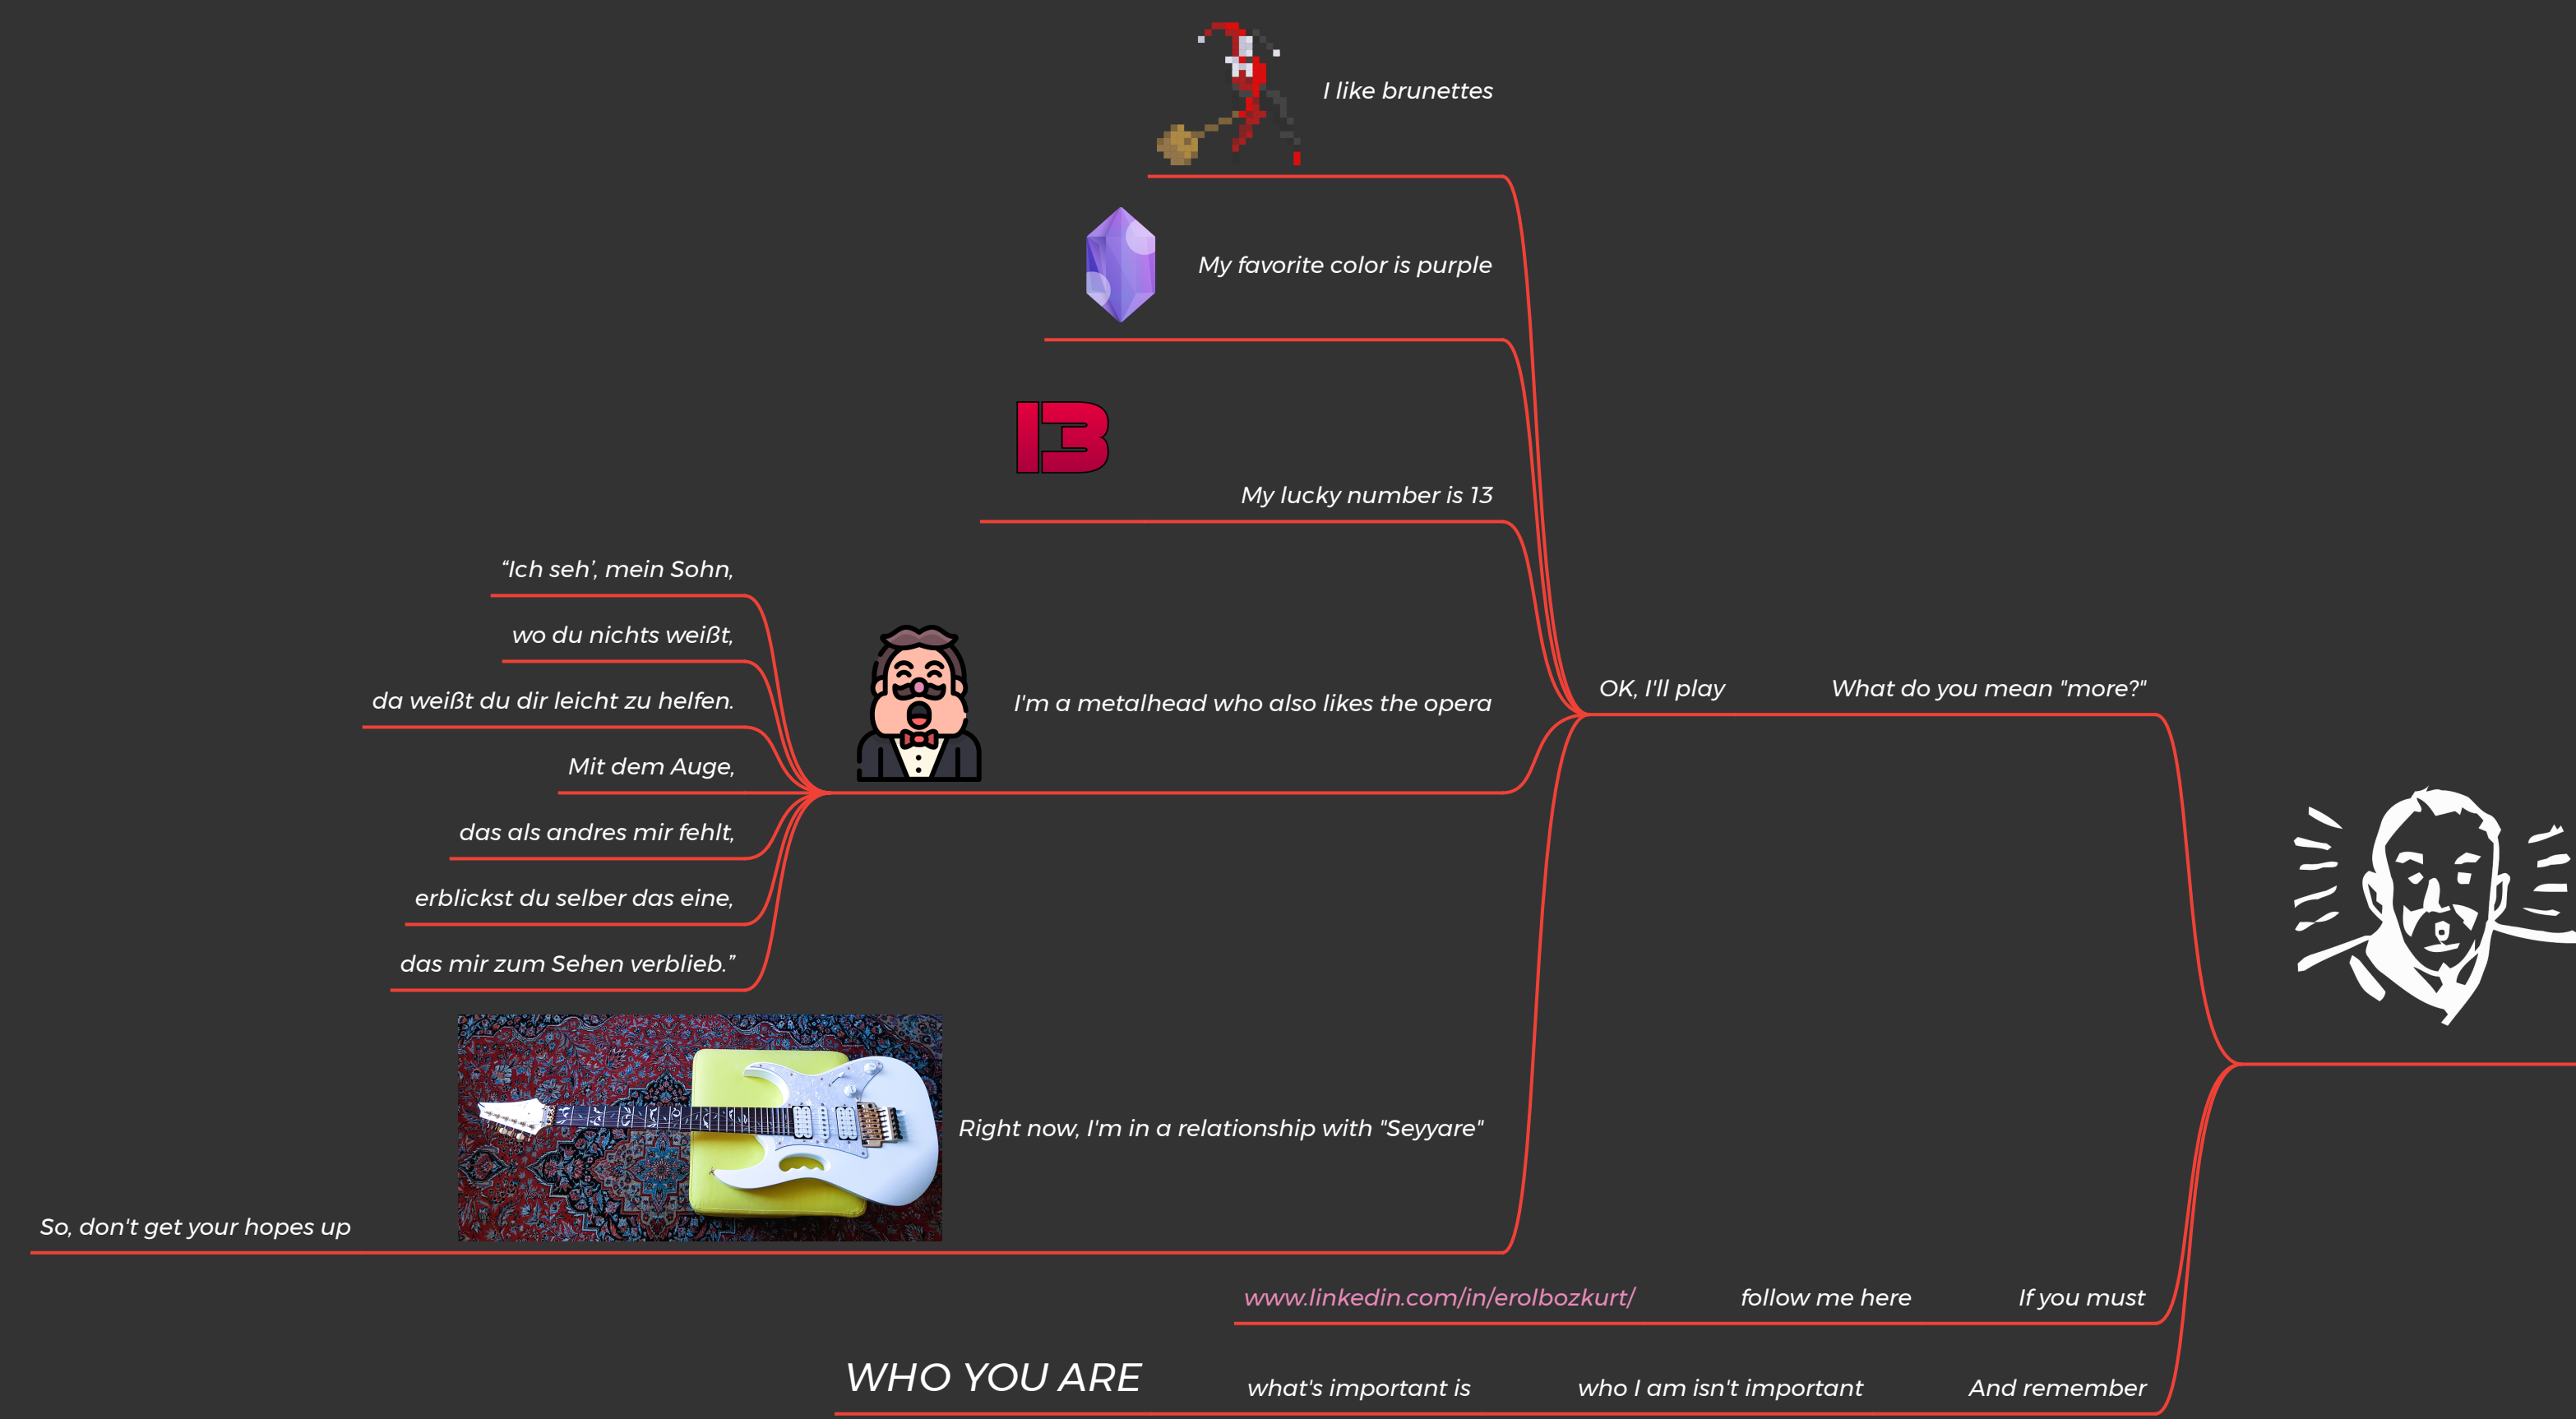 I like brunettes
My favorite color is purple
13
My lucky number is 13
“Ich seh’, mein Sohn,
wo du nichts weißt,
da weißt du dir leicht zu helfen.
Mit dem Auge,
das als andres mir fehlt,
erblickst du selber das eine,
das mir zum Sehen verblieb.”
I'm a metalhead who also likes the opera
OK, I'll play
What do you mean "more?"
Right now, I'm in a relationship with "Seyyare"
So, don't get your hopes up
www.linkedin.com/in/erolbozkurt/
follow me here
If you must
WHO YOU ARE
what's important is
who I am isn't important
And remember